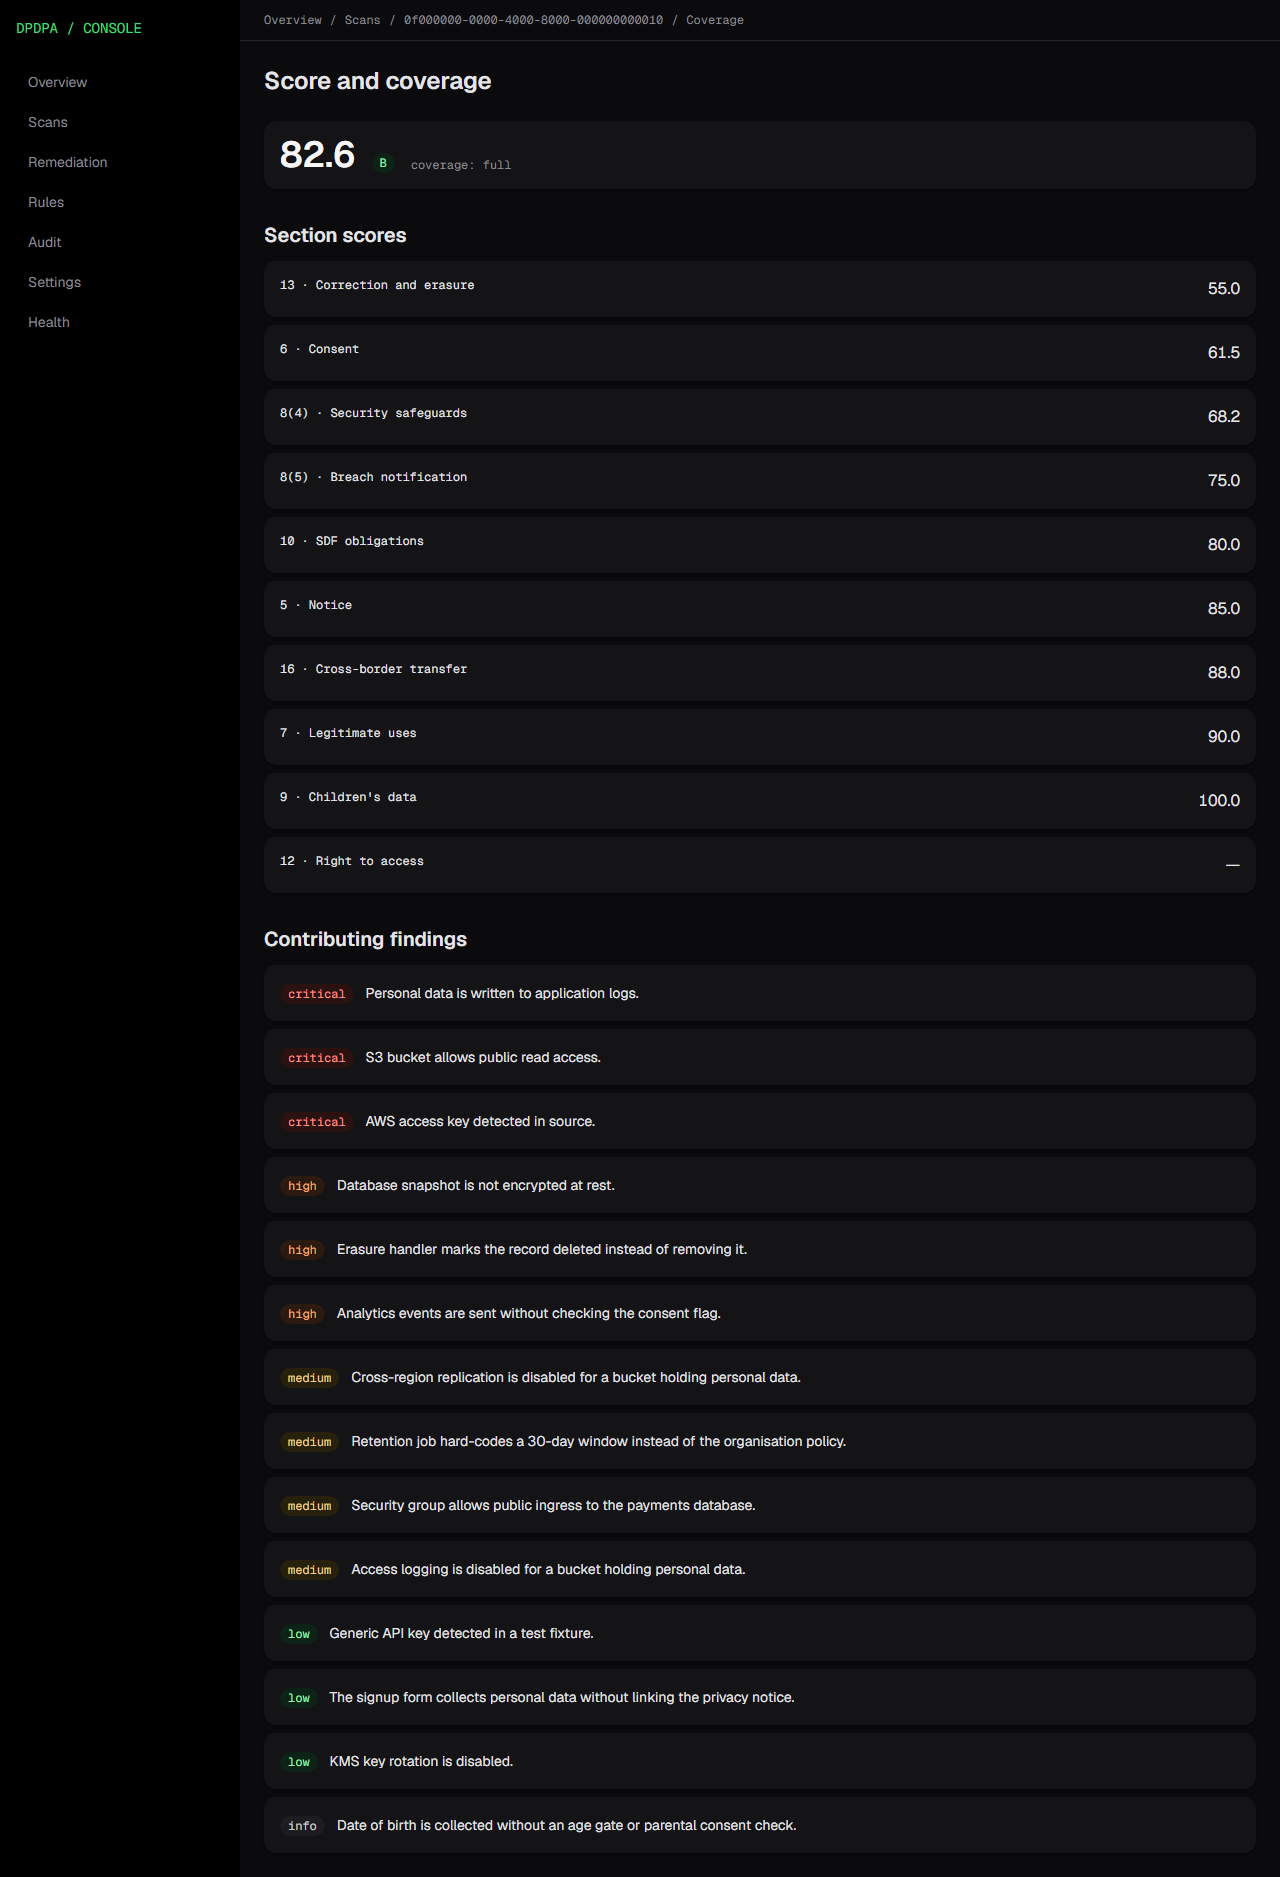 DPDPA / CONSOLE
Overview
Scans
Remediation
Rules
Audit
Settings
Health
Overview / Scans / 0f000000-0000-4000-8000-000000000010 / Coverage
Score and coverage
82.6 B coverage: full
Section scores
13 · Correction and erasure 55.0
6 · Consent 61.5
8(4) · Security safeguards 68.2
8(5) · Breach notification 75.0
10 · SDF obligations 80.0
5 · Notice 85.0
16 · Cross-border transfer 88.0
7 · Legitimate uses 90.0
9 · Children's data 100.0
12 · Right to access —
Contributing findings
critical Personal data is written to application logs.
critical S3 bucket allows public read access.
critical AWS access key detected in source.
high Database snapshot is not encrypted at rest.
high Erasure handler marks the record deleted instead of removing it.
high Analytics events are sent without checking the consent flag.
medium Cross-region replication is disabled for a bucket holding personal data.
medium Retention job hard-codes a 30-day window instead of the organisation policy.
medium Security group allows public ingress to the payments database.
medium Access logging is disabled for a bucket holding personal data.
low Generic API key detected in a test fixture.
low The signup form collects personal data without linking the privacy notice.
low KMS key rotation is disabled.
info Date of birth is collected without an age gate or parental consent check.